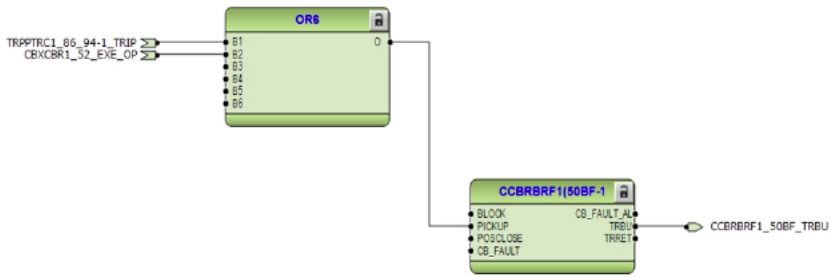 OR6
TRPPTRC1_86_94-1_TRIP
CBXCBR1_52_EXE_OP
B1
O
B2
B3
B4
B5
B6
CCBRBRF1(50BF-1
BLOCK
CB_FAULT_AL
PICKUP
TRBU
CCBRBRF1_50BF_TRBU
POSCLOSE
TRRET
CB_FAULT